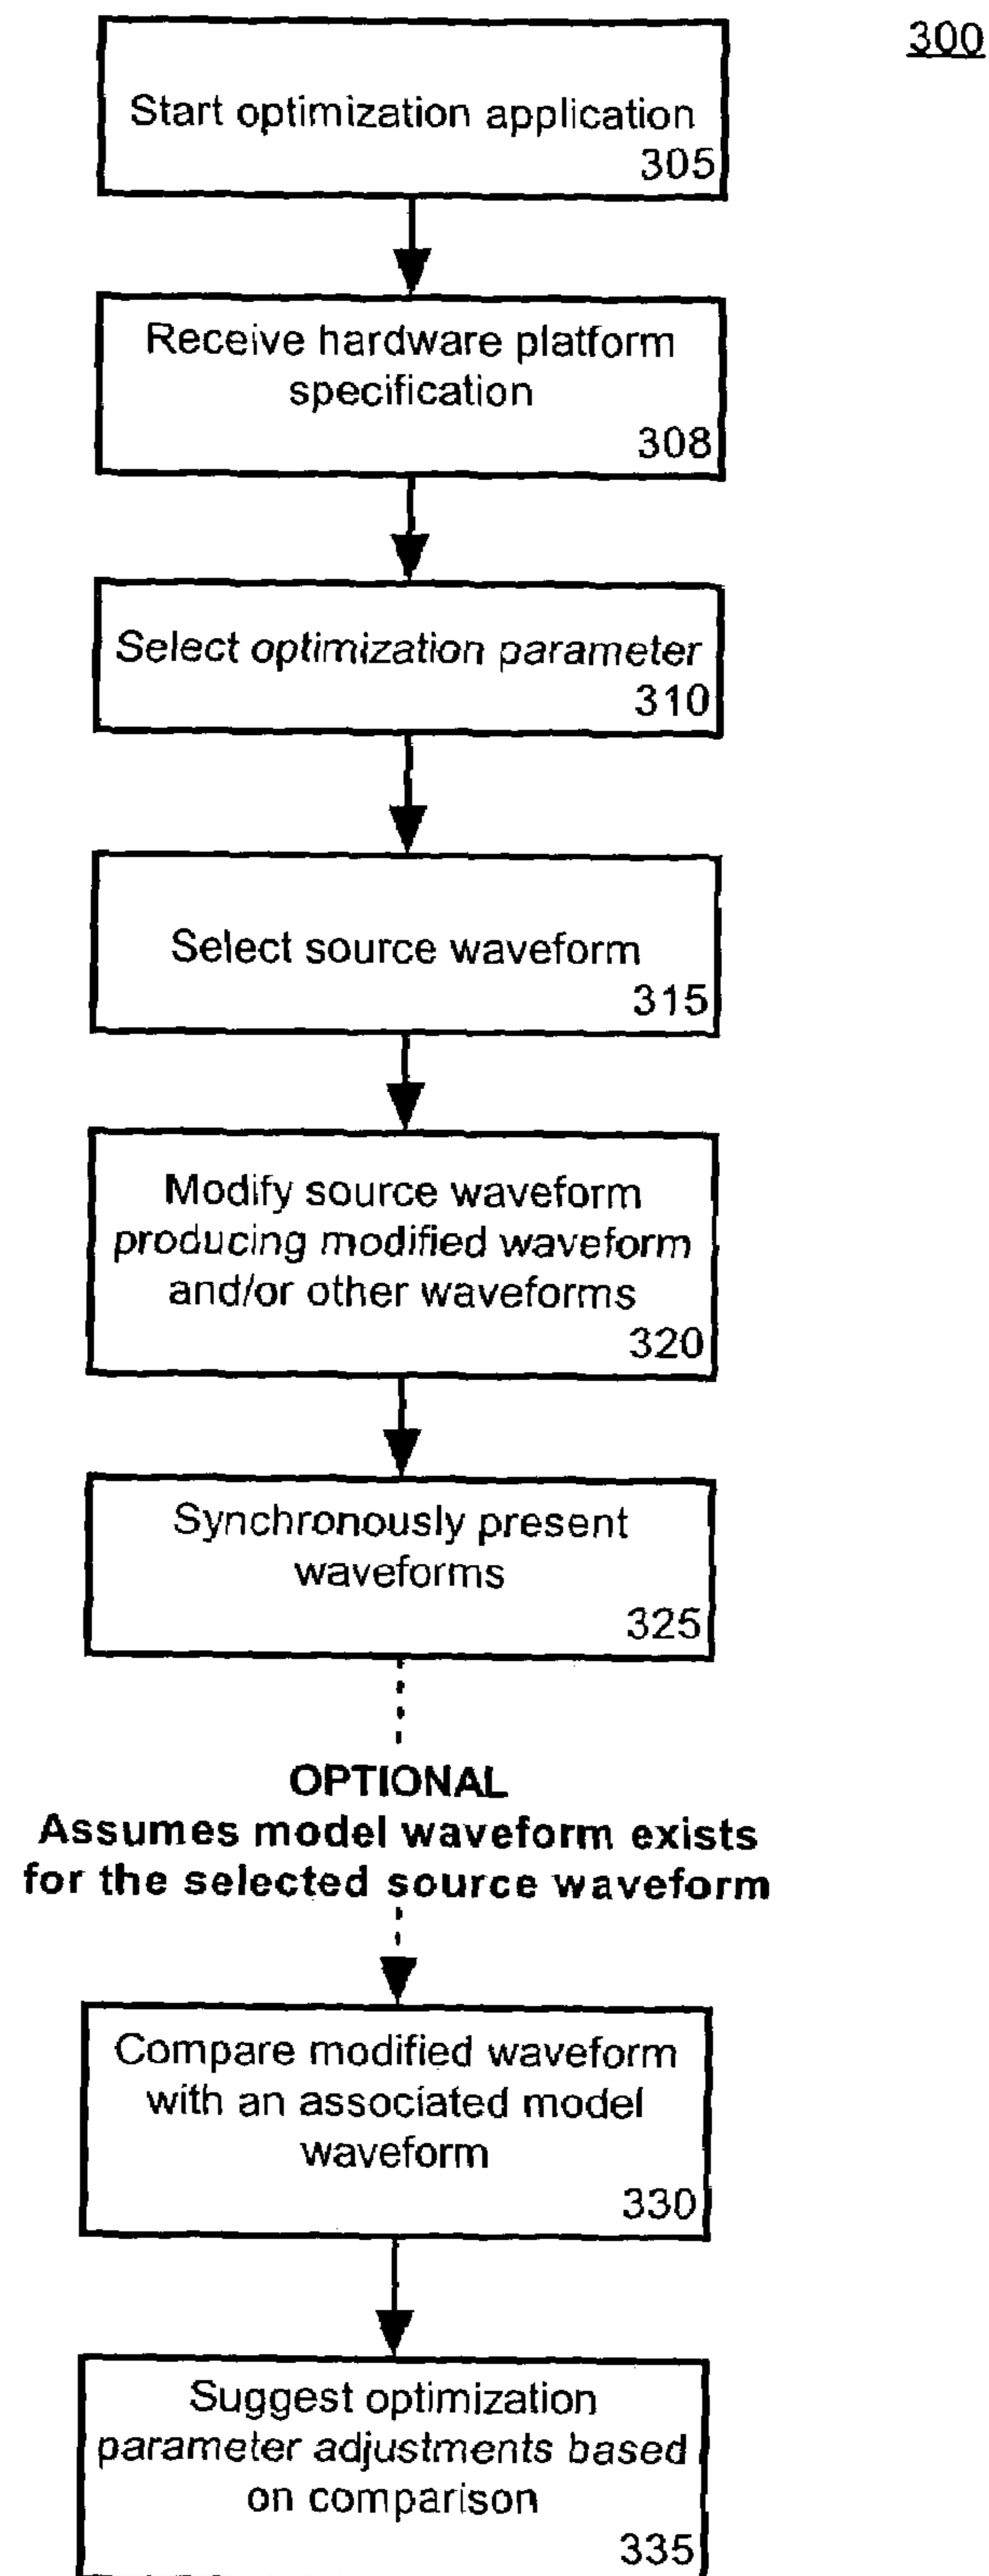 300
Start optimization application
305
Receive hardware platform
specification
308
Select optimization parameter
310
Select source waveform
315
Modify source waveform
producing modified waveform
and/or other waveforms
320
Synchronously present
waveforms
325
OPTIONAL
Assumes model waveform exists
for the selected source waveform
Compare modified waveform
with an associated model
waveform
330
Suggest optimization
parameter adjustments based
on comparison
335